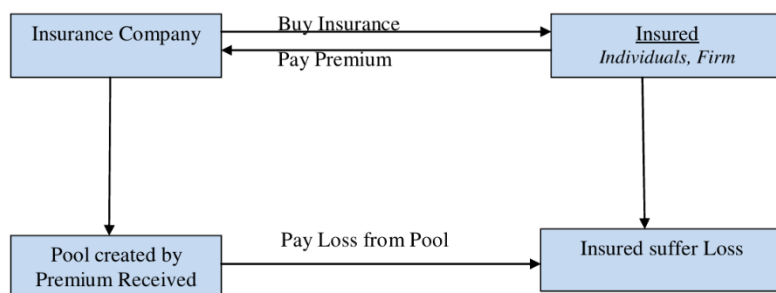 Insurance Company
Buy Insurance
Pay Premium
Insured
Individuals, Firm
Pool created by
Premium Received
Pay Loss from Pool
Insured suffer Loss